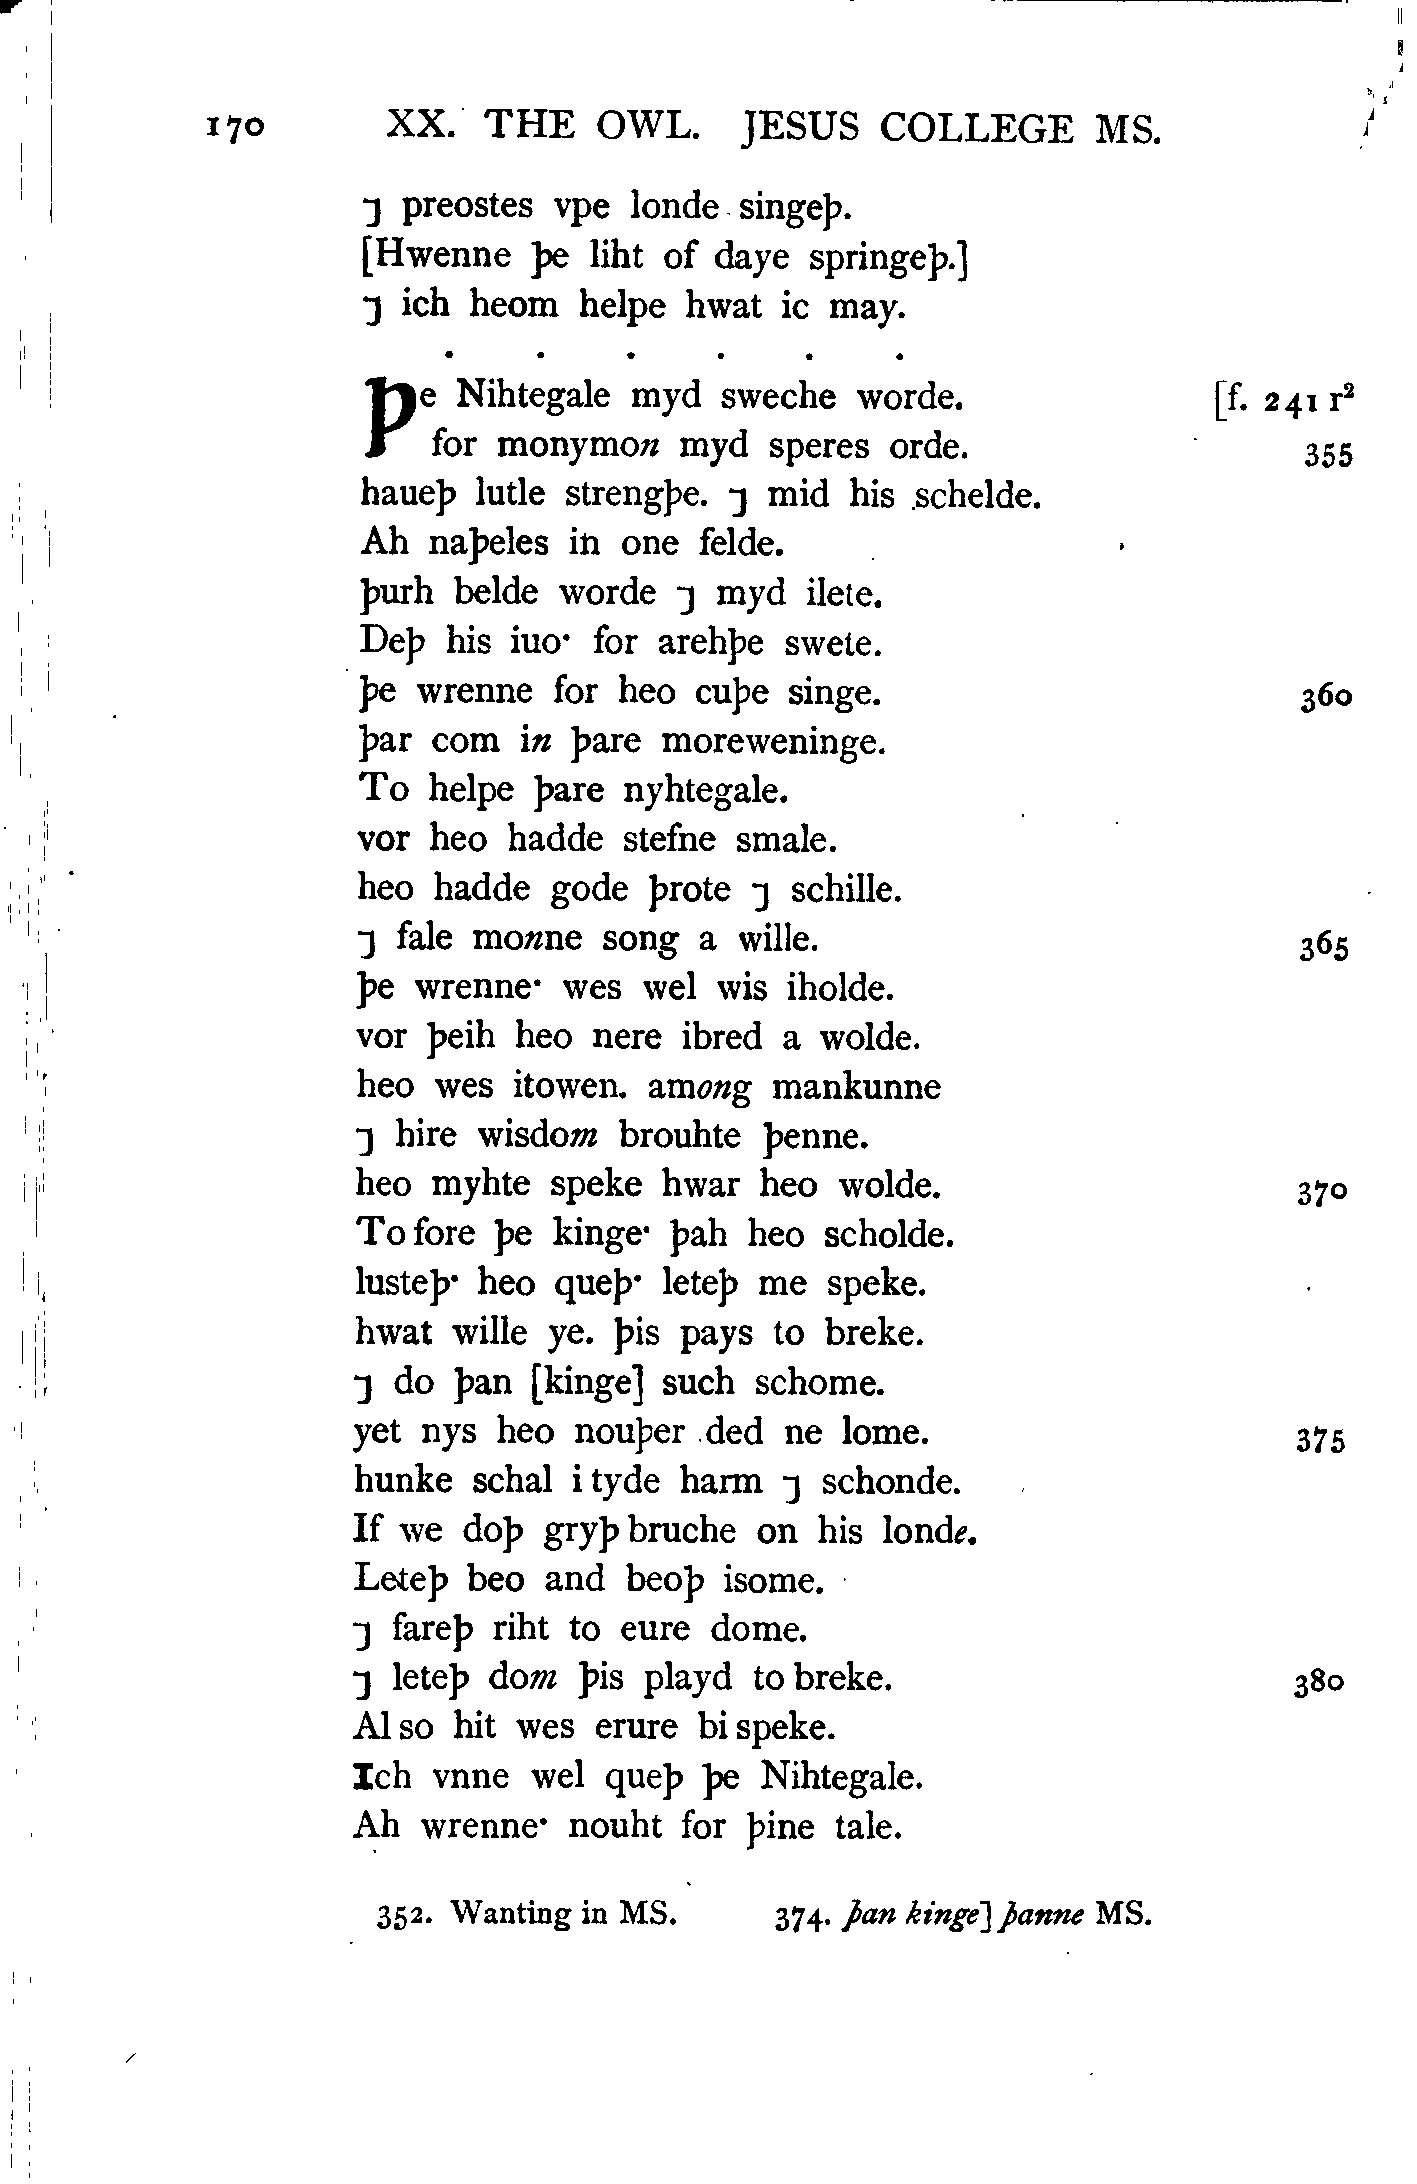 170 XX. THE OWL. JESUS COLLEGE MS.
⁊ preostes vpe londe singeþ.
[Hwenne þe liht of daye springeþ.]
⁊ ich heom helpe hwat ic may.
. . . . . .
Þe Nihtegale myd sweche worde. [f. 241 r²
for monymon myd speres orde. 355
haueþ lutle strengþe. ⁊ mid his schelde.
Ah naþeles in one felde.
þurh belde worde ⁊ myd ilete.
Deþ his iuo· for arehþe swete.
þe wrenne for heo cuþe singe. 360
þar com in þare moreweninge.
To helpe þare nyhtegale.
vor heo hadde stefne smale.
heo hadde gode þrote ⁊ schille.
⁊ fale monne song a wille. 365
þe wrenne· wes wel wis iholde.
vor þeih heo nere ibred a wolde.
heo wes itowen. among mankunne
⁊ hire wisdom brouhte þenne.
heo myhte speke hwar heo wolde. 370
To fore þe kinge· þah heo scholde.
lusteþ· heo queþ· leteþ me speke.
hwat wille ye. þis pays to breke.
⁊ do þan [kinge] such schome.
yet nys heo nouþer ded ne lome. 375
hunke schal i tyde harm ⁊ schonde.
If we doþ gryþ bruche on his londe.
Leteþ beo and beoþ isome.
⁊ fareþ riht to eure dome.
⁊ leteþ dom þis playd to breke. 380
Al so hit wes erure bi speke.
Ich vnne wel queþ þe Nihtegale.
Ah wrenne· nouht for þine tale.
352. Wanting in MS. 374. þan kinge] þanne MS.